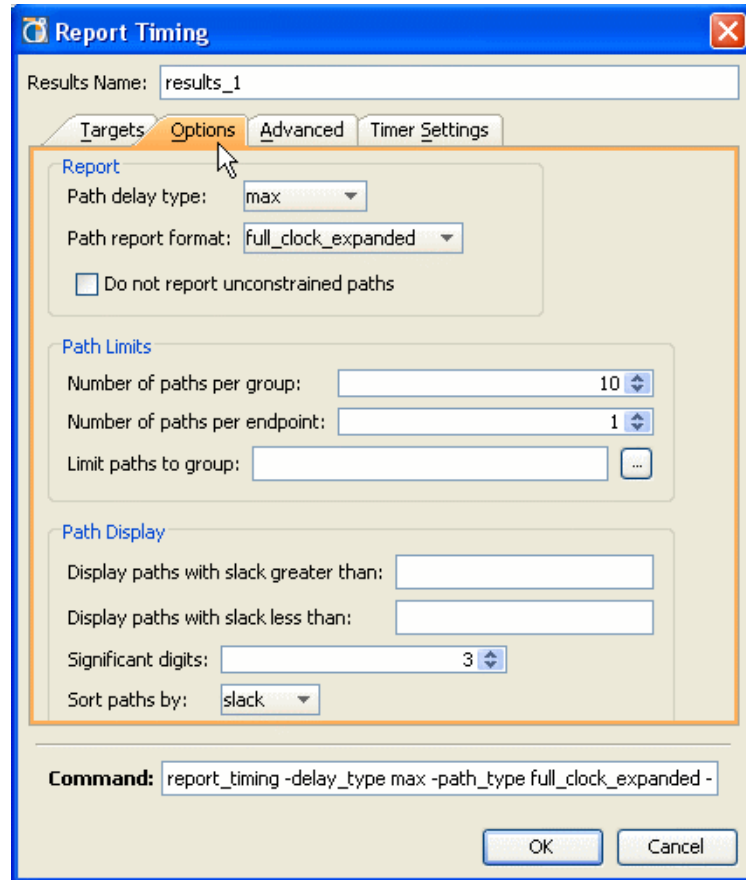 Report Timing
Results Name: results_1
Targets Options Advanced Timer Settings
Report
Path delay type: max
Path report format: full_clock_expanded
Do not report unconstrained paths
Path Limits
Number of paths per group: 10
Number of paths per endpoint: 1
Limit paths to group: ...
Path Display
Display paths with slack greater than:
Display paths with slack less than:
Significant digits: 3
Sort paths by: slack
Command: report_timing -delay_type max -path_type full_clock_expanded -
OK Cancel